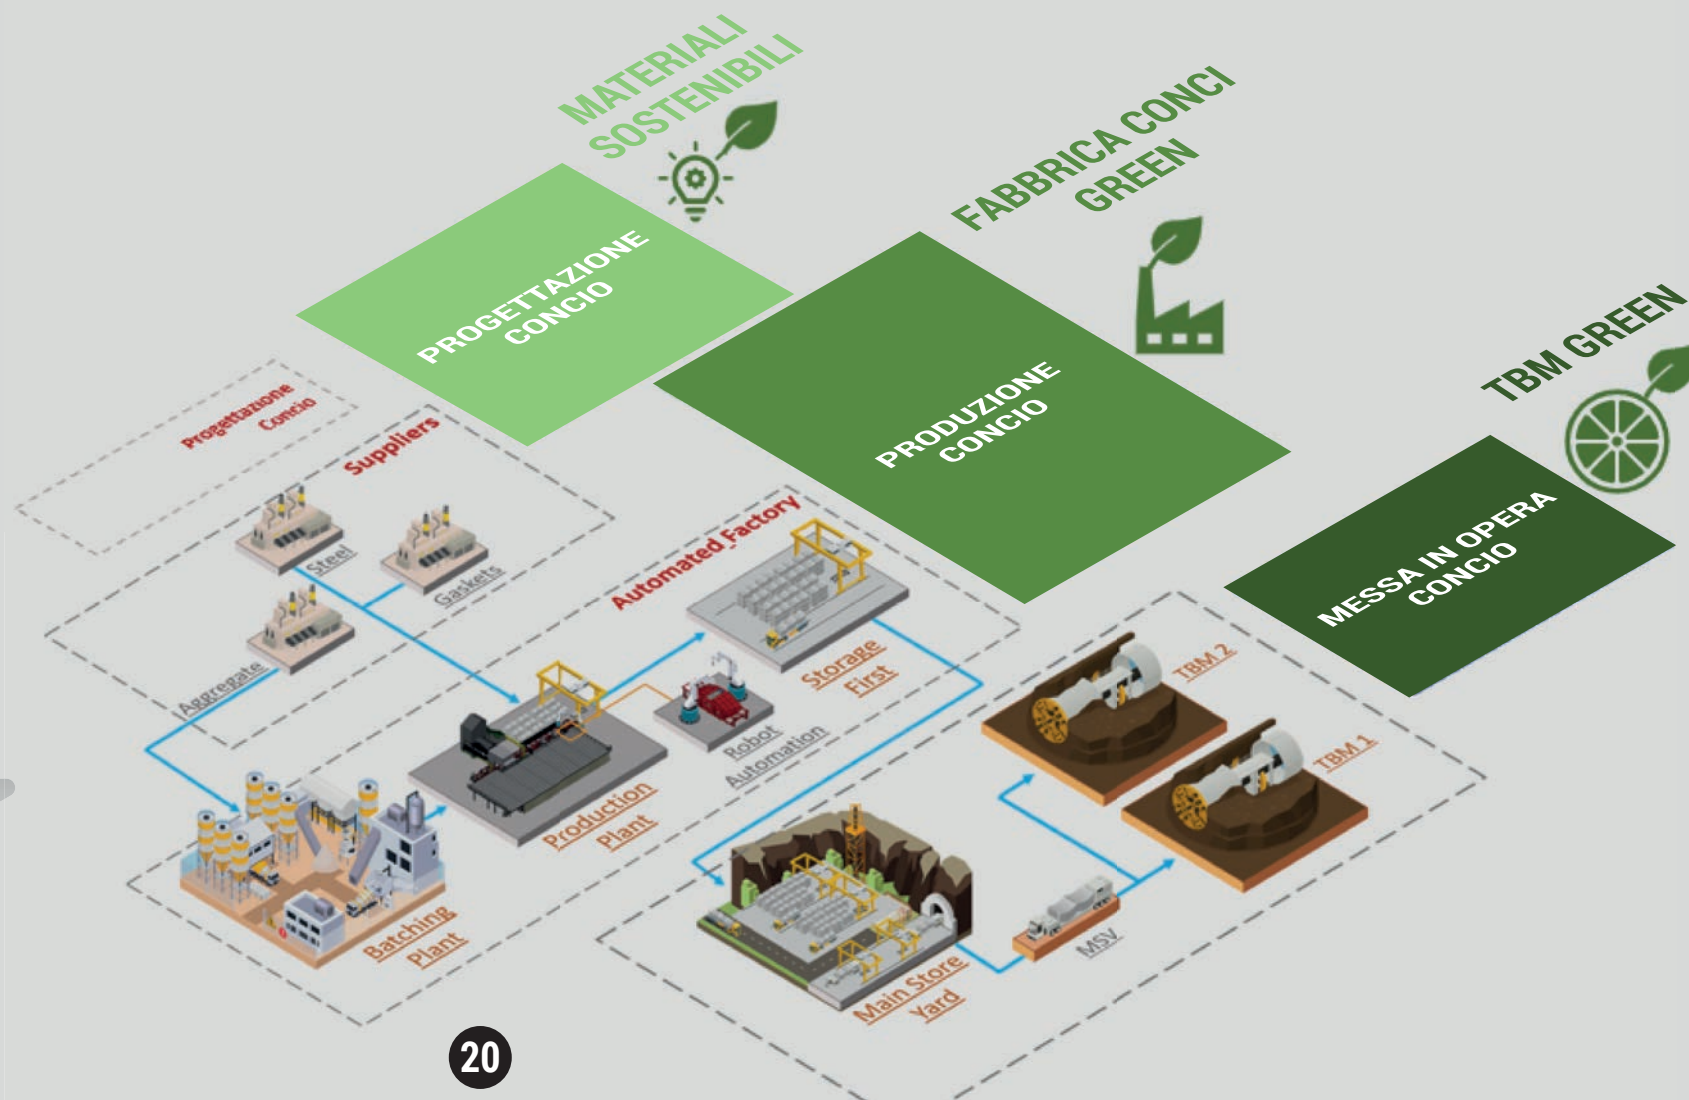 MATERIALI
SOSTENIBILI
FABBRICA CONCI
GREEN
TBM GREEN
PROGETTAZIONE
CONCIO
PRODUZIONE
CONCIO
MESSA IN OPERA
CONCIO
Progettazione
Concio
Suppliers
Steel
Gaskets
Aggregate
Automated Factory
Storage
First
Robot
Automation
Production
Plant
Batching
Plant
TBM 2
TBM 1
MSV
Main Store
Yard
20